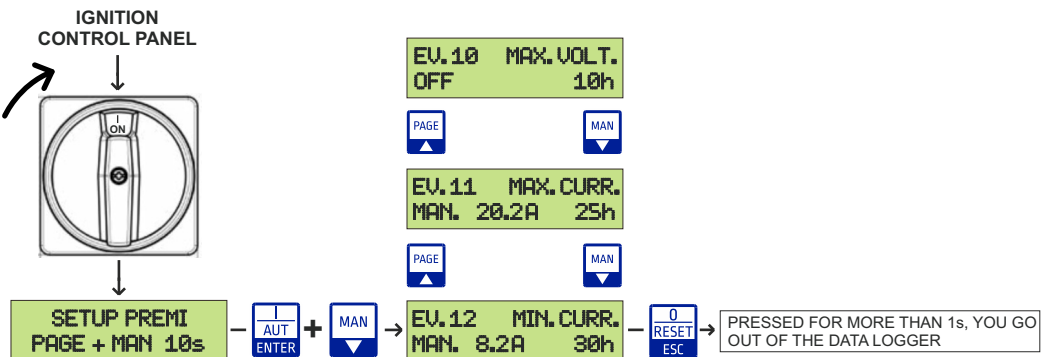 IGNITION
CONTROL PANEL
I
ON
EV.10 MAX.VOLT.
OFF 10h
PAGE
MAN
EV.11 MAX.CURR.
MAN. 20.2A 25h
PAGE
MAN
SETUP PREMI
PAGE + MAN 10s
–
I
AUT
ENTER
+
MAN
EV.12 MIN.CURR.
MAN. 8.2A 30h
–
0
RESET
ESC
PRESSED FOR MORE THAN 1s, YOU GO
OUT OF THE DATA LOGGER